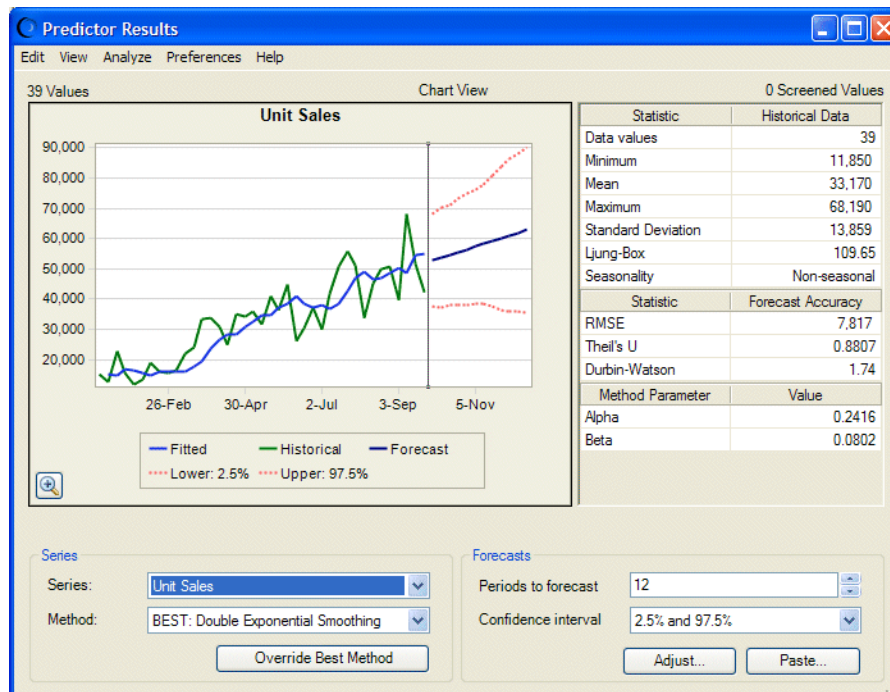 Predictor Results
Edit View Analyze Preferences Help
39 Values Chart View 0 Screened Values
Unit Sales
90,000
80,000
70,000
60,000
50,000
40,000
30,000
20,000
26-Feb 30-Apr 2-Jul 3-Sep 5-Nov
Fitted Historical Forecast
Lower: 2.5% Upper: 97.5%
Statistic Historical Data
Data values 39
Minimum 11,850
Mean 33,170
Maximum 68,190
Standard Deviation 13,859
Ljung-Box 109.65
Seasonality Non-seasonal
Statistic Forecast Accuracy
RMSE 7,817
Theil's U 0.8807
Durbin-Watson 1.74
Method Parameter Value
Alpha 0.2416
Beta 0.0802
Series
Series: Unit Sales
Method: BEST: Double Exponential Smoothing
Override Best Method
Forecasts
Periods to forecast 12
Confidence interval 2.5% and 97.5%
Adjust... Paste...